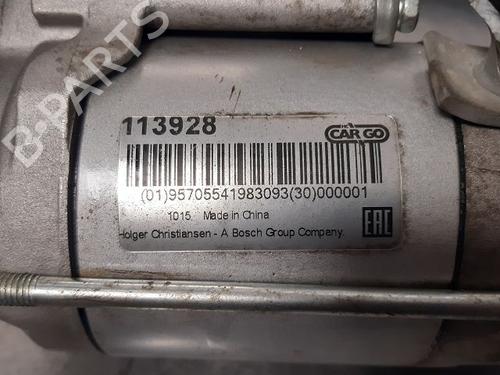 B-PARTS
113928
CARGO
(01)95705541983093(30)000001
1015 Made in China
Holger Christiansen - A Bosch Group Company.
EAC